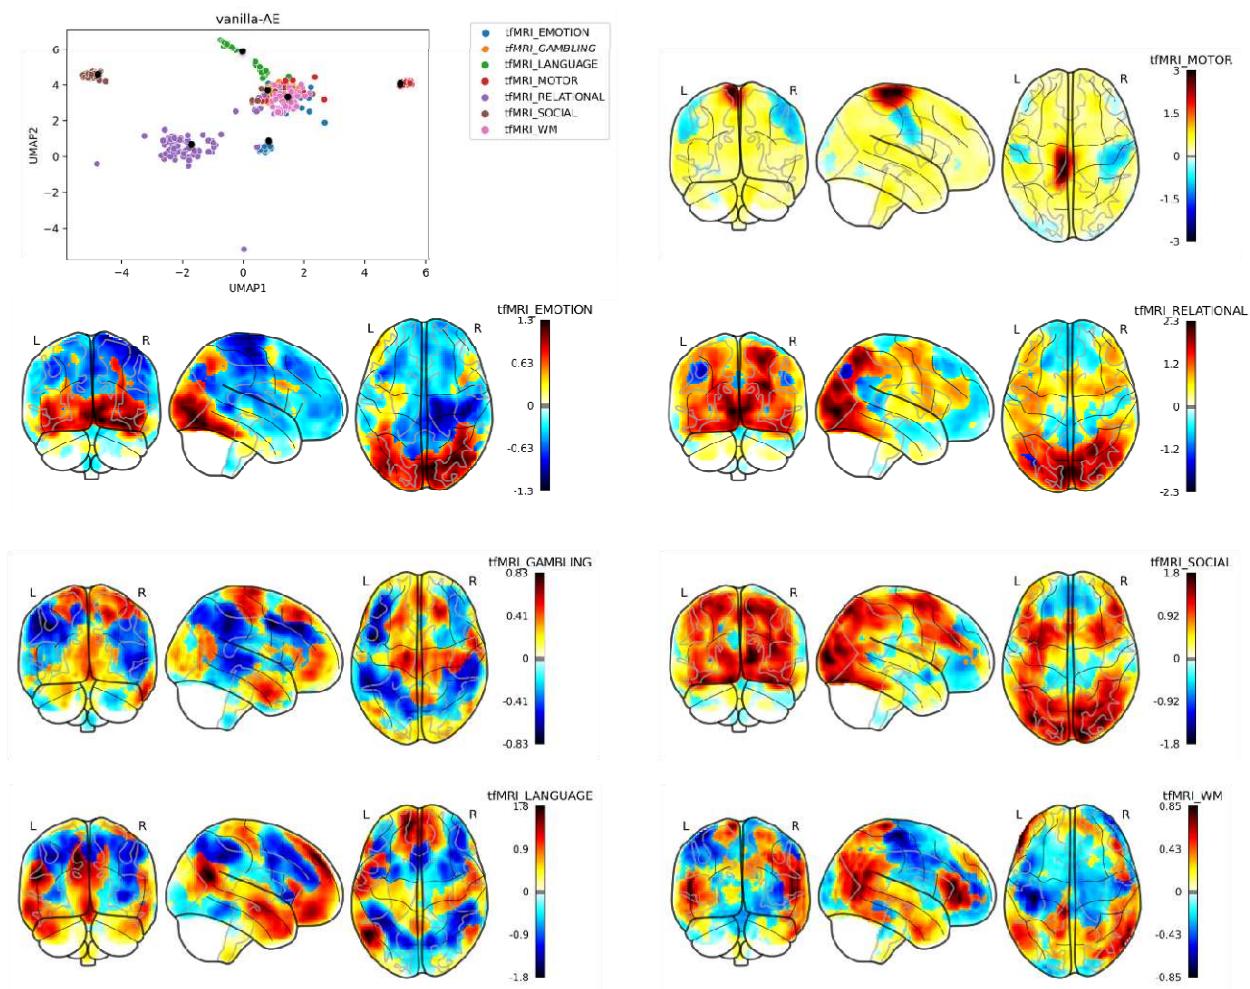 vanilla-AE
tfMRI_EMOTION
tfMRI_GAMBLING
tfMRI_LANGUAGE
tfMRI_MOTOR
tfMRI_RELATIONAL
tfMRI_SOCIAL
tfMRI_WM
6
4
2
0
−2
−4
UMAP2
−4 −2 0 2 4 6
UMAP1
tfMRI_MOTOR
L R L R
3
1.5
0
-1.5
-3
tfMRI_EMOTION
L R L R
1.3
0.63
0
-0.63
-1.3
tfMRI_RELATIONAL
L R L R
2.3
1.2
0
-1.2
-2.3
tfMRI_GAMBLING
L R L R
0.83
0.41
0
-0.41
-0.83
tfMRI_SOCIAL
L R L R
1.8
0.92
0
-0.92
-1.8
tfMRI_LANGUAGE
L R L R
1.8
0.9
0
-0.9
-1.8
tfMRI_WM
L R L R
0.85
0.43
0
-0.43
-0.85